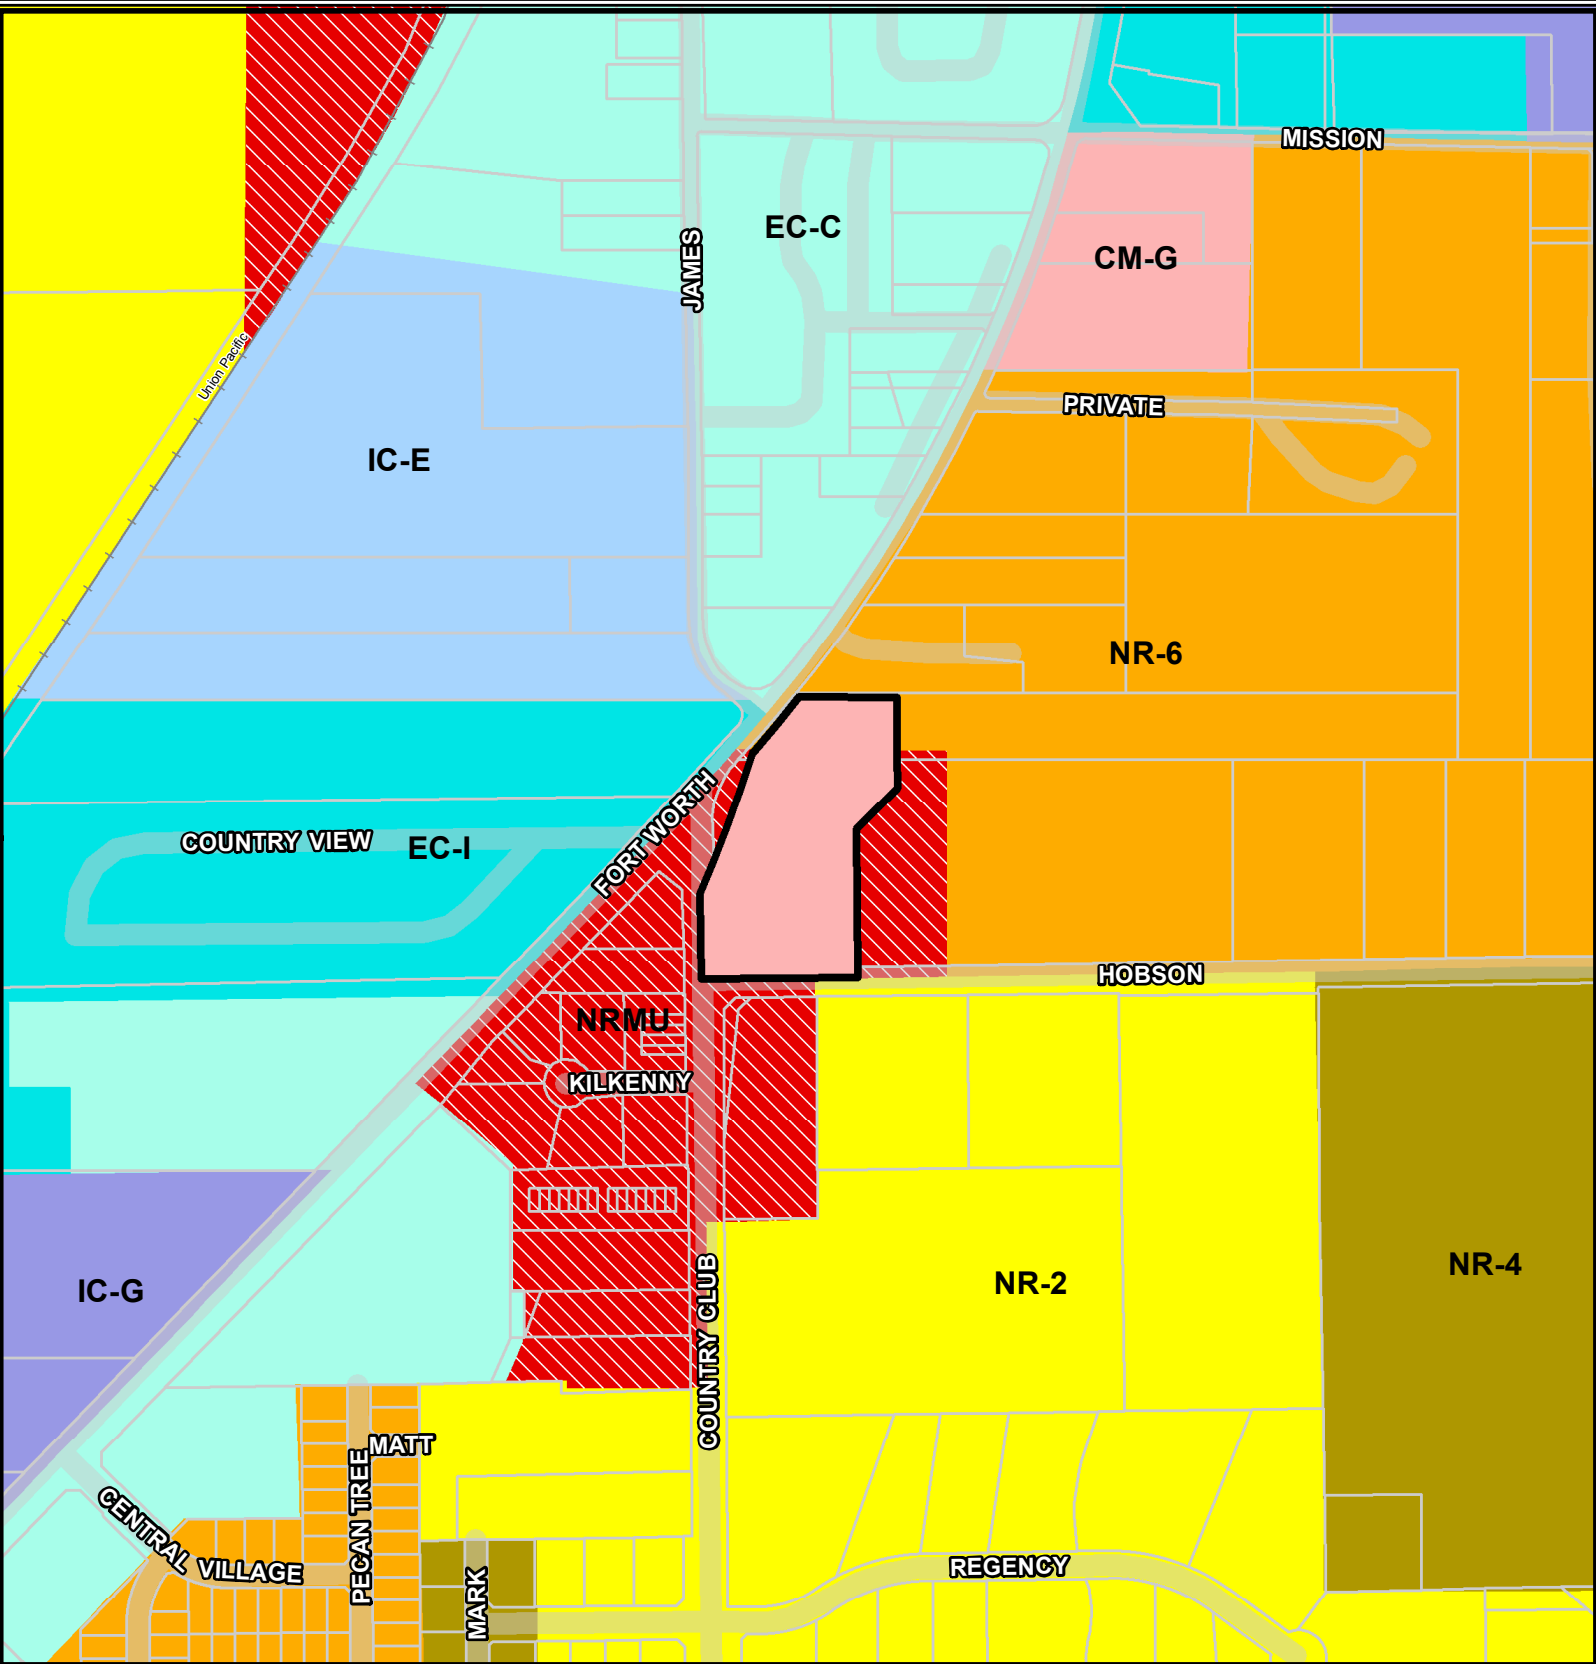 MISSION
EC-C
JAMES
CM-G
Union Pacific
PRIVATE
IC-E
NR-6
FORT WORTH
COUNTRY VIEW
EC-I
HOBSON
NRMU
KILKENNY
NR-4
NR-2
IC-G
COUNTRY CLUB
MATT
PECAN TREE
CENTRAL VILLAGE
REGENCY
MARK